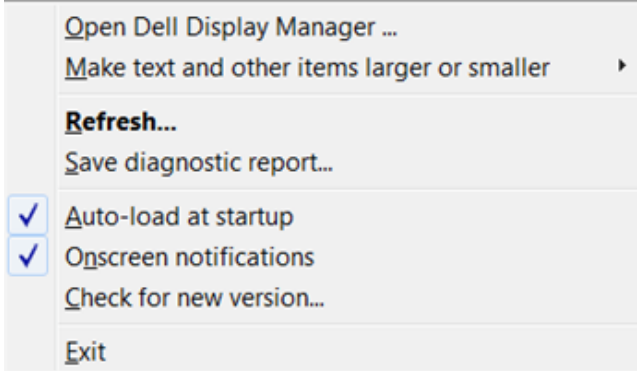 Open Dell Display Manager ...
Make text and other items larger or smaller
Refresh...
Save diagnostic report...
Auto-load at startup
Onscreen notifications
Check for new version...
Exit